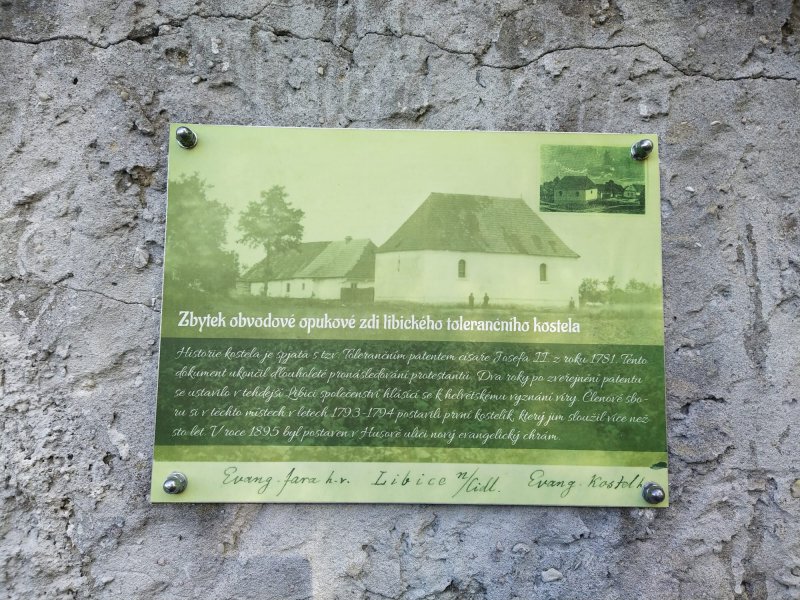 Zbytek obvodové opukové zdi libického tolerančního kostela
Historie kostela je spjata s tzv. Tolerančním patentem císaře Josefa II. z roku 1781. Tento
dokument ukončil dlouholeté pronásledování protestantů. Dva roky po zveřejnění patentu
se ustavilo v tehdejší Libici společenství hlásící se k helvétskému vyznání víry. Členové sbo-
ru si v těchto místech v letech 1793-1794 postavili první kostelík, který jim sloužil více než
sto let. V roce 1895 byl postaven v Husově ulici nový evangelický chrám.
Evang. fara h.v. Libice n/Cidl. Evang. Kostel h